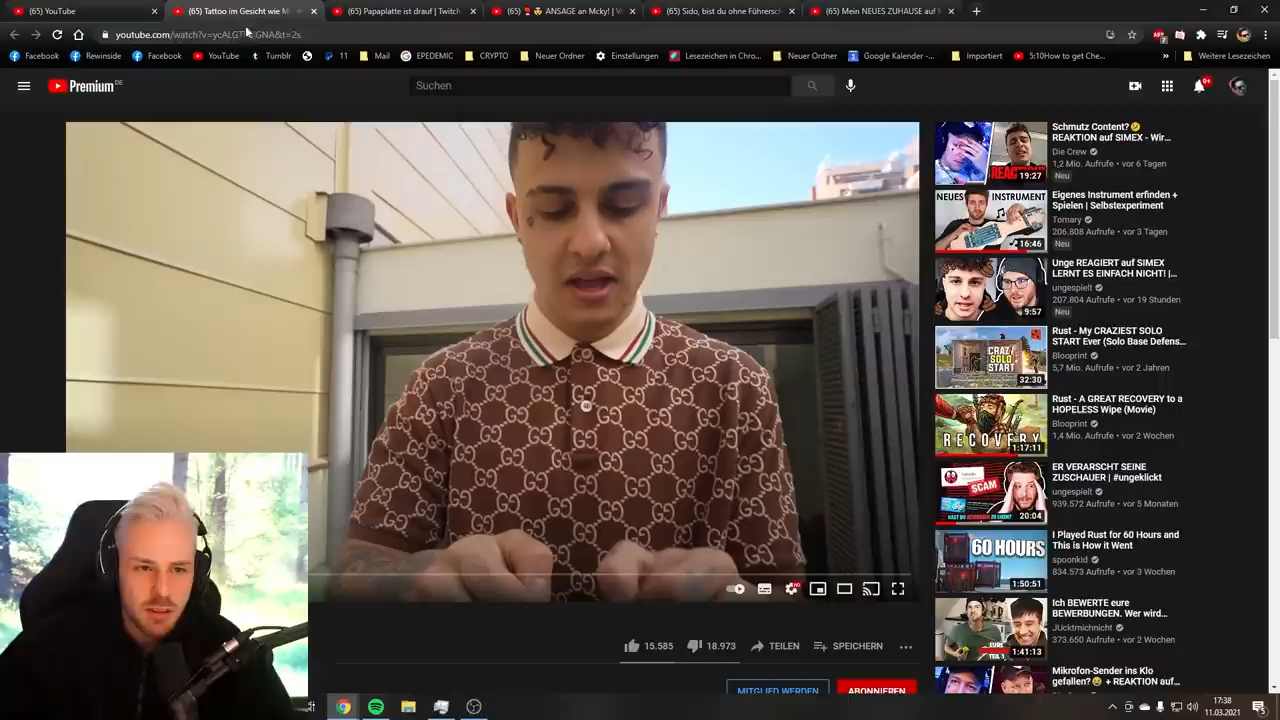 (65) YouTube
(65) Tattoo im Gesicht wie M
(65) Papaplatte ist drauf | Twitch
(65) ANSAGE an Mcky! | V
(65) Sido, bist du ohne Führersch
(65) Mein NEUES ZUHAUSE auf M
Facebook
Rewinside
Facebook
YouTube
Tumblr
11
Mail
EPEDEMIC
CRYPTO
Neuer Ordner
Einstellungen
Lesezeichen in Chro...
Neuer Ordner
Google Kalender -...
Importiert
5:10How to get Che...
Weitere Lesezeichen
Premium DE
Suchen
9+
Schmutz Content?
REAKTION auf SIMEX - Wir...
Die Crew
1,2 Mio. Aufrufe • vor 6 Tagen
Neu
19:27
NEUES INSTRUMENT
Eigenes Instrument erfinden +
Spielen | Selbstexperiment
Tomary
206.808 Aufrufe • vor 3 Tagen
Neu
16:46
Unge REAGIERT auf SIMEX
LERNT ES EINFACH NICHT! |...
ungespielt
207.804 Aufrufe • vor 19 Stunden
Neu
9:57
Rust - My CRAZIEST SOLO
START Ever (Solo Base Defens...
Blooprint
5,7 Mio. Aufrufe • vor 2 Jahren
SOLO
START
32:30
Rust - A GREAT RECOVERY to a
HOPELESS Wipe (Movie)
Blooprint
1,4 Mio. Aufrufe • vor 2 Wochen
RECOVERY
1:17:11
ER VERARSCHT SEINE
ZUSCHAUER | #ungeklickt
ungespielt
939.572 Aufrufe • vor 5 Monaten
SCAM
20:04
I Played Rust for 60 Hours and
This is How it Went
spoonkid
834.573 Aufrufe • vor 3 Wochen
60 HOURS
1:50:51
Ich BEWERTE eure
BEWERBUNGEN. Wer wird...
JUcktmichnicht
373.650 Aufrufe • vor 2 Wochen
1:41:13
Mikrofon-Sender ins Klo
gefallen? + REAKTION auf...
15.585
18.973
TEILEN
SPEICHERN
MITGLIED WERDEN
ABONNIEREN
17:38
11.03.2021